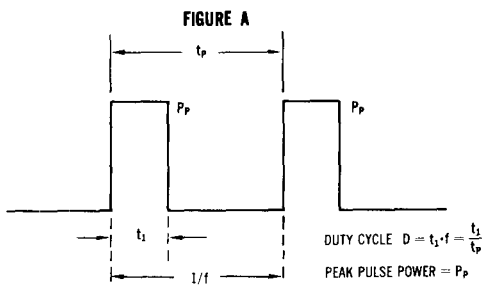 FIGURE A
tₚ
Pₚ
Pₚ
t₁
1/f
DUTY CYCLE D = t₁·f = t₁/tₚ
PEAK PULSE POWER = Pₚ